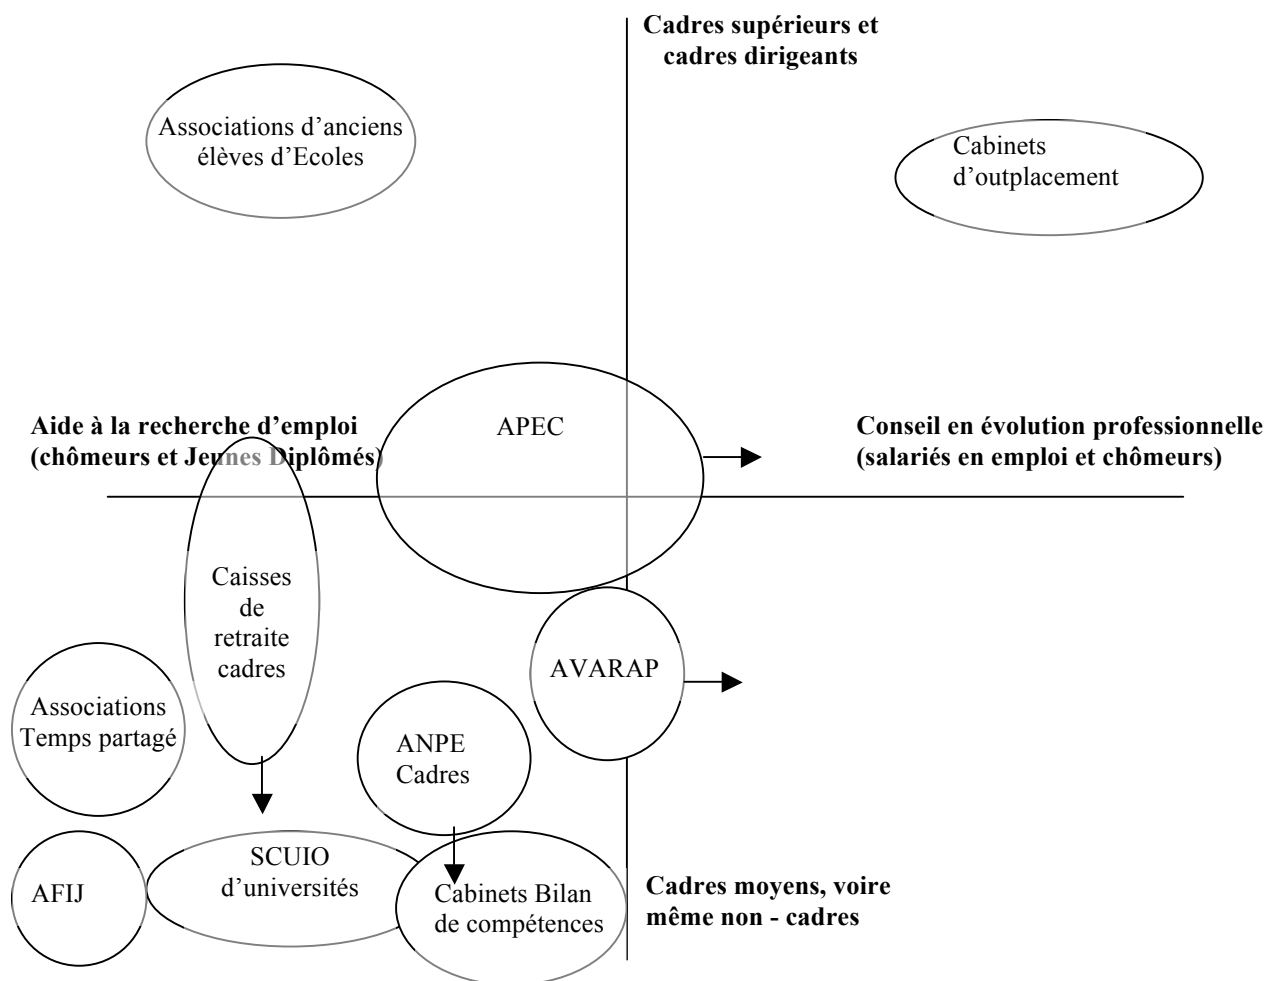 Cadres supérieurs et
cadres dirigeants
Associations d’anciens
élèves d’Ecoles
Cabinets
d’outplacement
Aide à la recherche d’emploi
(chômeurs et Jeunes Diplômés)
APEC
Conseil en évolution professionnelle
(salariés en emploi et chômeurs)
Caisses
de
retraite
cadres
AVARAP
Associations
Temps partagé
ANPE
Cadres
SCUIO
d’universités
AFIJ
Cabinets Bilan
de compétences
Cadres moyens, voire
même non - cadres